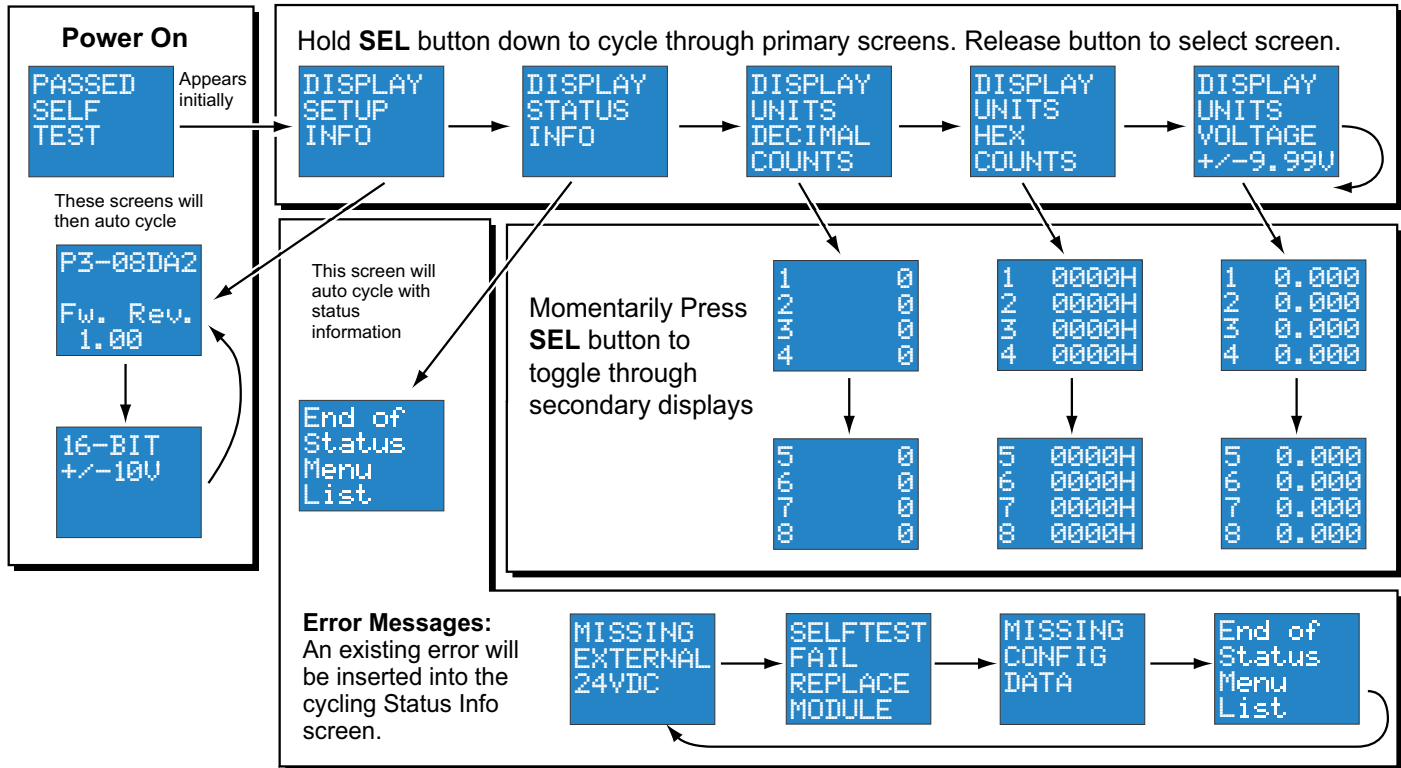 Power On
PASSED
SELF
TEST
Appears
initially
These screens will
then auto cycle
P3-08DA2
Fw. Rev.
1.00
16-BIT
+/-10V
Hold SEL button down to cycle through primary screens. Release button to select screen.
DISPLAY
SETUP
INFO
DISPLAY
STATUS
INFO
DISPLAY
UNITS
DECIMAL
COUNTS
DISPLAY
UNITS
HEX
COUNTS
DISPLAY
UNITS
VOLTAGE
+/-9.99V
This screen will
auto cycle with
status
information
End of
Status
Menu
List
Momentarily Press
SEL button to
toggle through
secondary displays
1 0
2 0
3 0
4 0
1 0000H
2 0000H
3 0000H
4 0000H
1 0.000
2 0.000
3 0.000
4 0.000
5 0
6 0
7 0
8 0
5 0000H
6 0000H
7 0000H
8 0000H
5 0.000
6 0.000
7 0.000
8 0.000
Error Messages:
An existing error will
be inserted into the
cycling Status Info
screen.
MISSING
EXTERNAL
24VDC
SELFTEST
FAIL
REPLACE
MODULE
MISSING
CONFIG
DATA
End of
Status
Menu
List